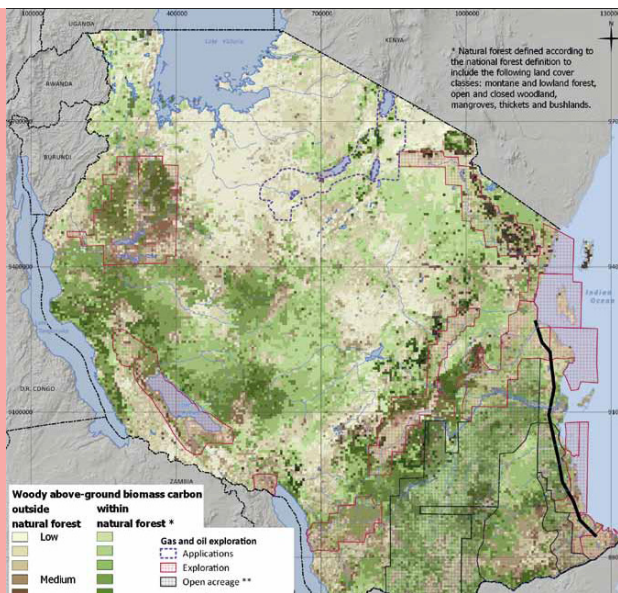 UGANDA
400000
700000
1000000
Lake Victoria
KENYA
* Natural forest defined according to
the national forest definition to
include the following land cover
classes: montane and lowland forest,
open and closed woodland,
mangroves, thickets and bushlands.
RWANDA
BURUNDI
9400000
Indian
Ocean
D.R. CONGO
9100000
ZAMBIA
Woody above-ground biomass carbon
outside
natural forest
within
natural forest *
Low
Medium
Gas and oil exploration
Applications
Exploration
Open acreage **